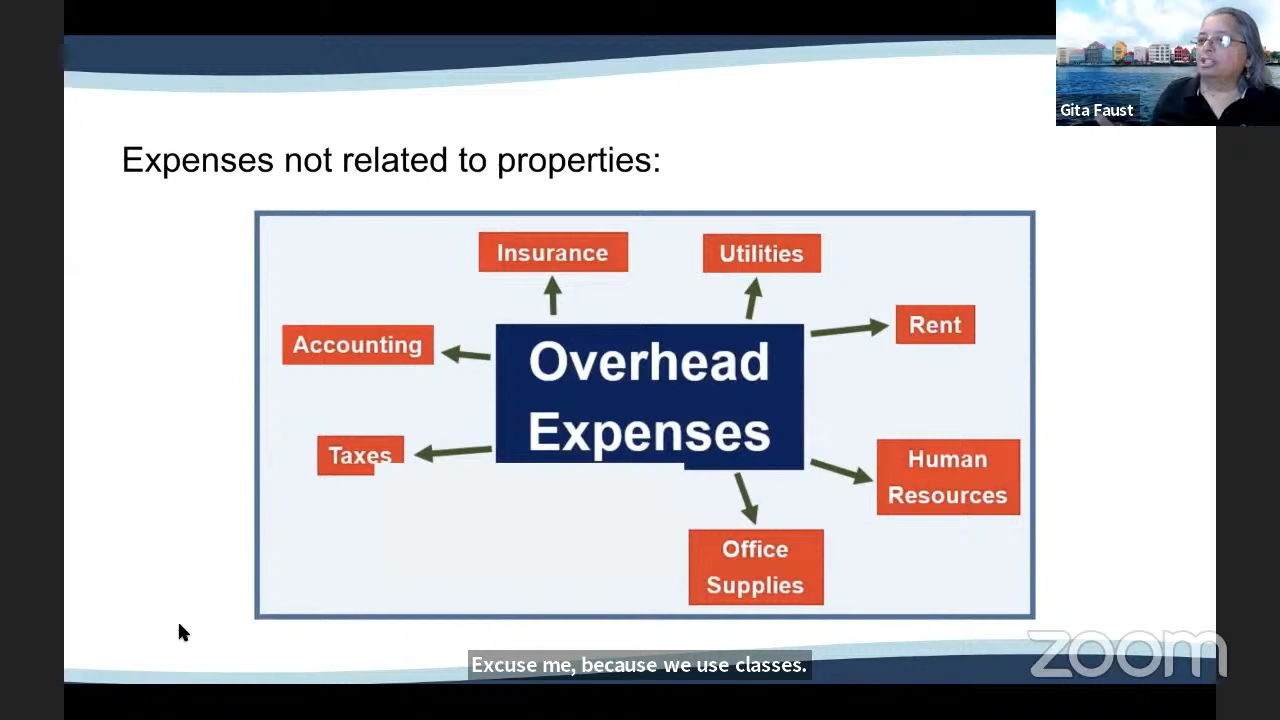 Gita Faust
Expenses not related to properties:
Insurance
Utilities
Rent
Accounting
Overhead
Expenses
Taxes
Human
Resources
Office
Supplies
zoom
Excuse me, because we use classes.